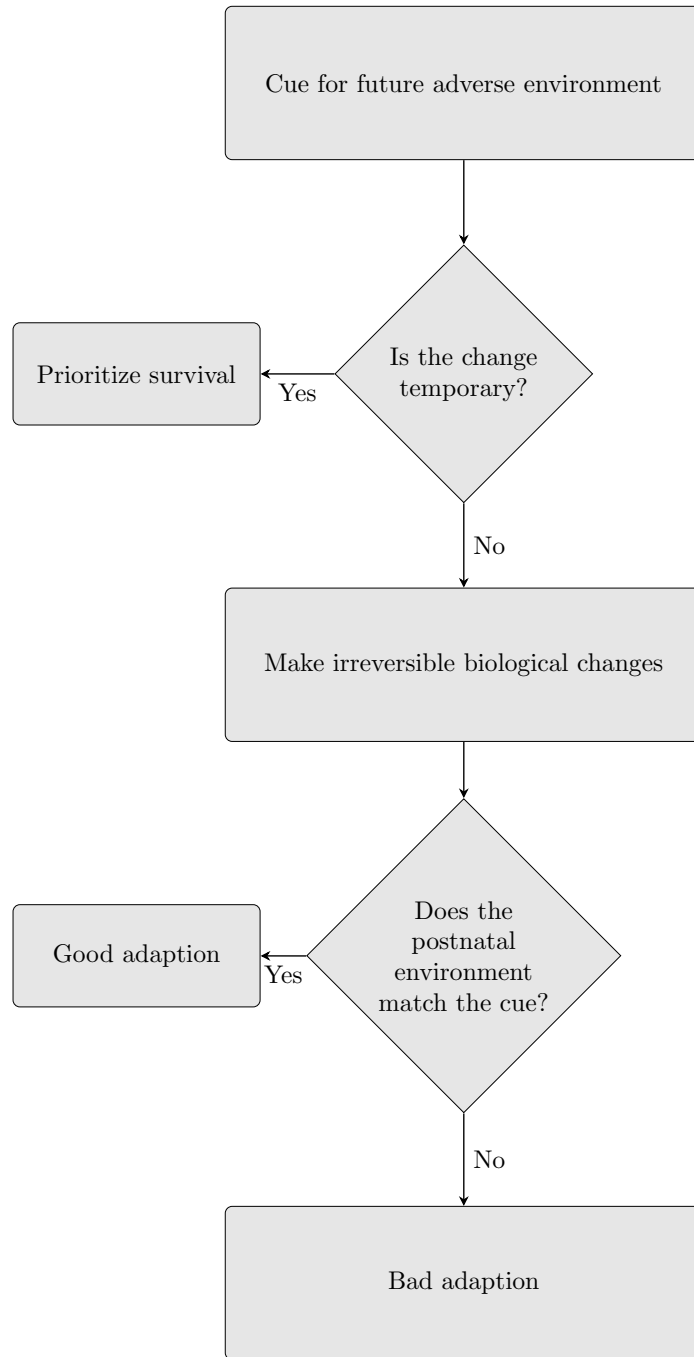 Cue for future adverse environment
Is the change
temporary?
Prioritize survival
Yes
No
Make irreversible biological changes
Does the
postnatal
environment
match the cue?
Good adaption
Yes
No
Bad adaption